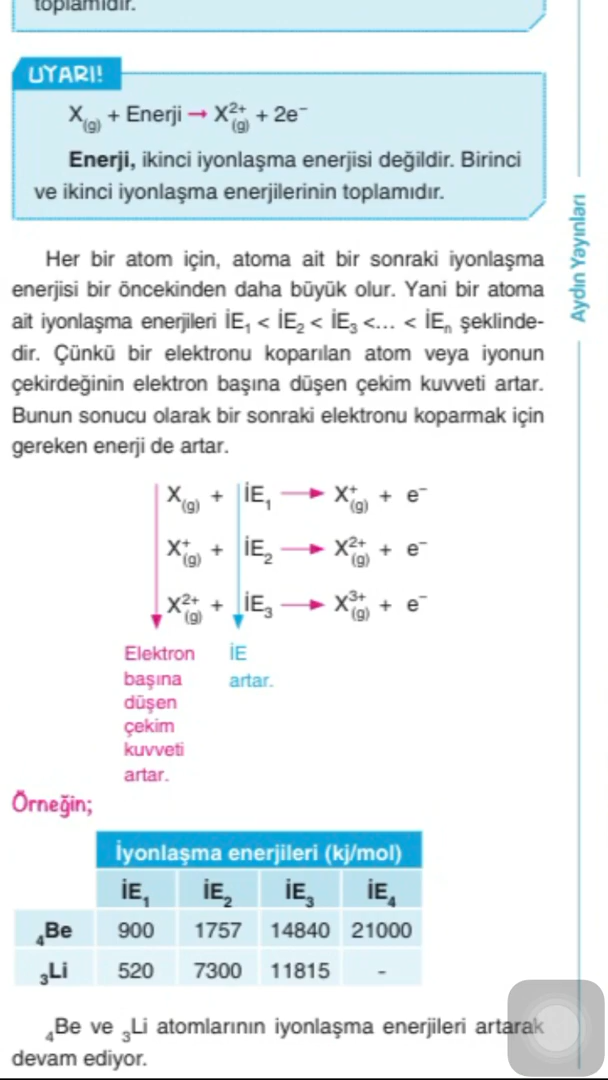 toplamıdır.
UYARI!
X(g) + Enerji → X²⁺(g) + 2e⁻
Enerji, ikinci iyonlaşma enerjisi değildir. Birinci
ve ikinci iyonlaşma enerjilerinin toplamıdır.
Aydın Yayınları
Her bir atom için, atoma ait bir sonraki iyonlaşma
enerjisi bir öncekinden daha büyük olur. Yani bir atoma
ait iyonlaşma enerjileri İE₁ < İE₂ < İE₃ <... < İEₙ şeklinde-
dir. Çünkü bir elektronu koparılan atom veya iyonun
çekirdeğinin elektron başına düşen çekim kuvveti artar.
Bunun sonucu olarak bir sonraki elektronu koparmak için
gereken enerji de artar.
X(g) + İE₁ → X⁺(g) + e⁻
X⁺(g) + İE₂ → X²⁺(g) + e⁻
X²⁺(g) + İE₃ → X³⁺(g) + e⁻
Elektron
başına
düşen
çekim
kuvveti
artar.
İE
artar.
Örneğin;
İyonlaşma enerjileri (kj/mol)
İE₁ İE₂ İE₃ İE₄
₄Be 900 1757 14840 21000
₃Li 520 7300 11815 -
₄Be ve ₃Li atomlarının iyonlaşma enerjileri artarak
devam ediyor.